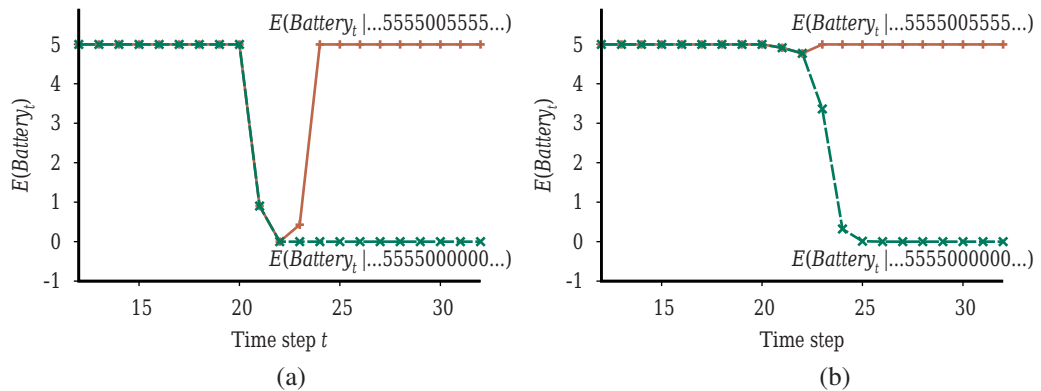 E(Battery_t |...5555005555...)
5
4
3
2
1
0
-1
E(Battery_t)
E(Battery_t |...5555000000...)
15 20 25 30
Time step t
(a)
E(Battery_t |...5555005555...)
5
4
3
2
1
0
-1
E(Battery_t)
E(Battery_t |...5555000000...)
15 20 25 30
Time step
(b)